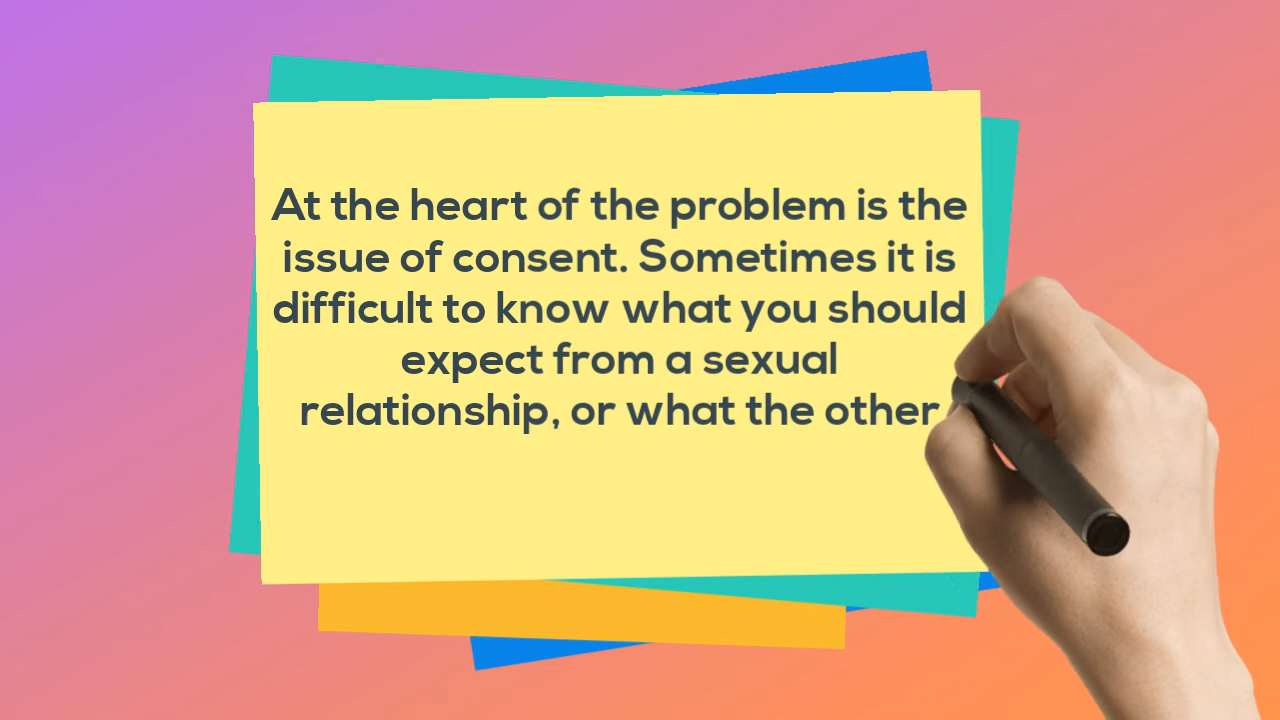 At the heart of the problem is the
issue of consent. Sometimes it is
difficult to know what you should
expect from a sexual
relationship, or what the other